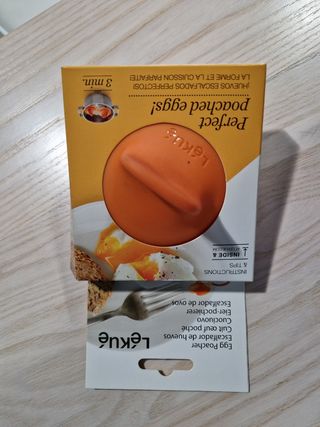 Lékué
Egg Poacher
Escalfador de huevos
Cuit œuf poché
Cuociuovo
Eier-pochierer
Escalfador de ovos
INSTRUCTIONS
& TIPS
INSIDE &
Lékué
Perfect
poached eggs!
¡HUEVOS ESCALFADOS PERFECTOS!
LA FORME ET LA CUISSON PARFAITE!
3 min.